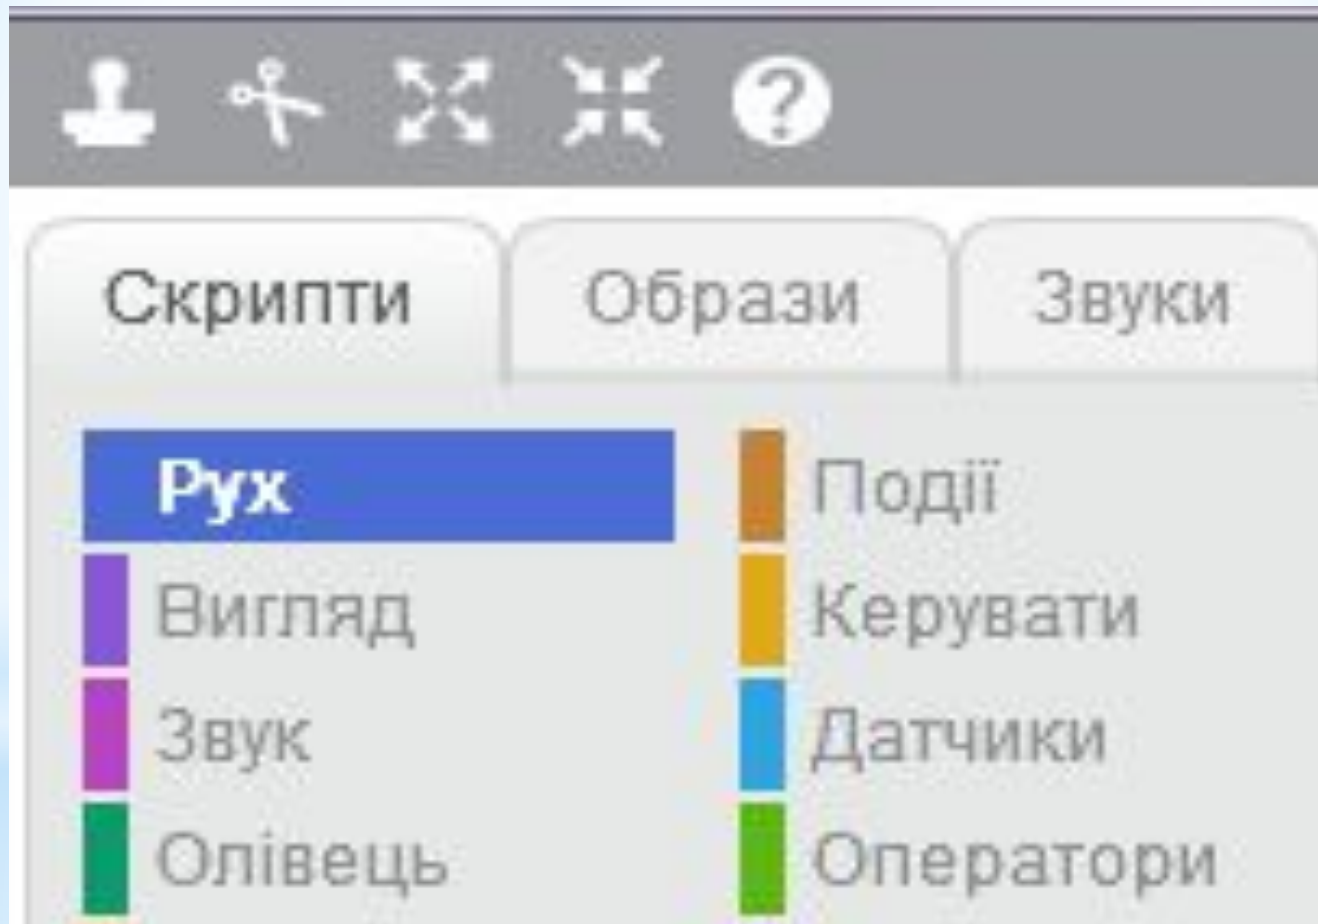 Скрипти Образи Звуки
Рух Події
Вигляд Керувати
Звук Датчики
Олівець Оператори